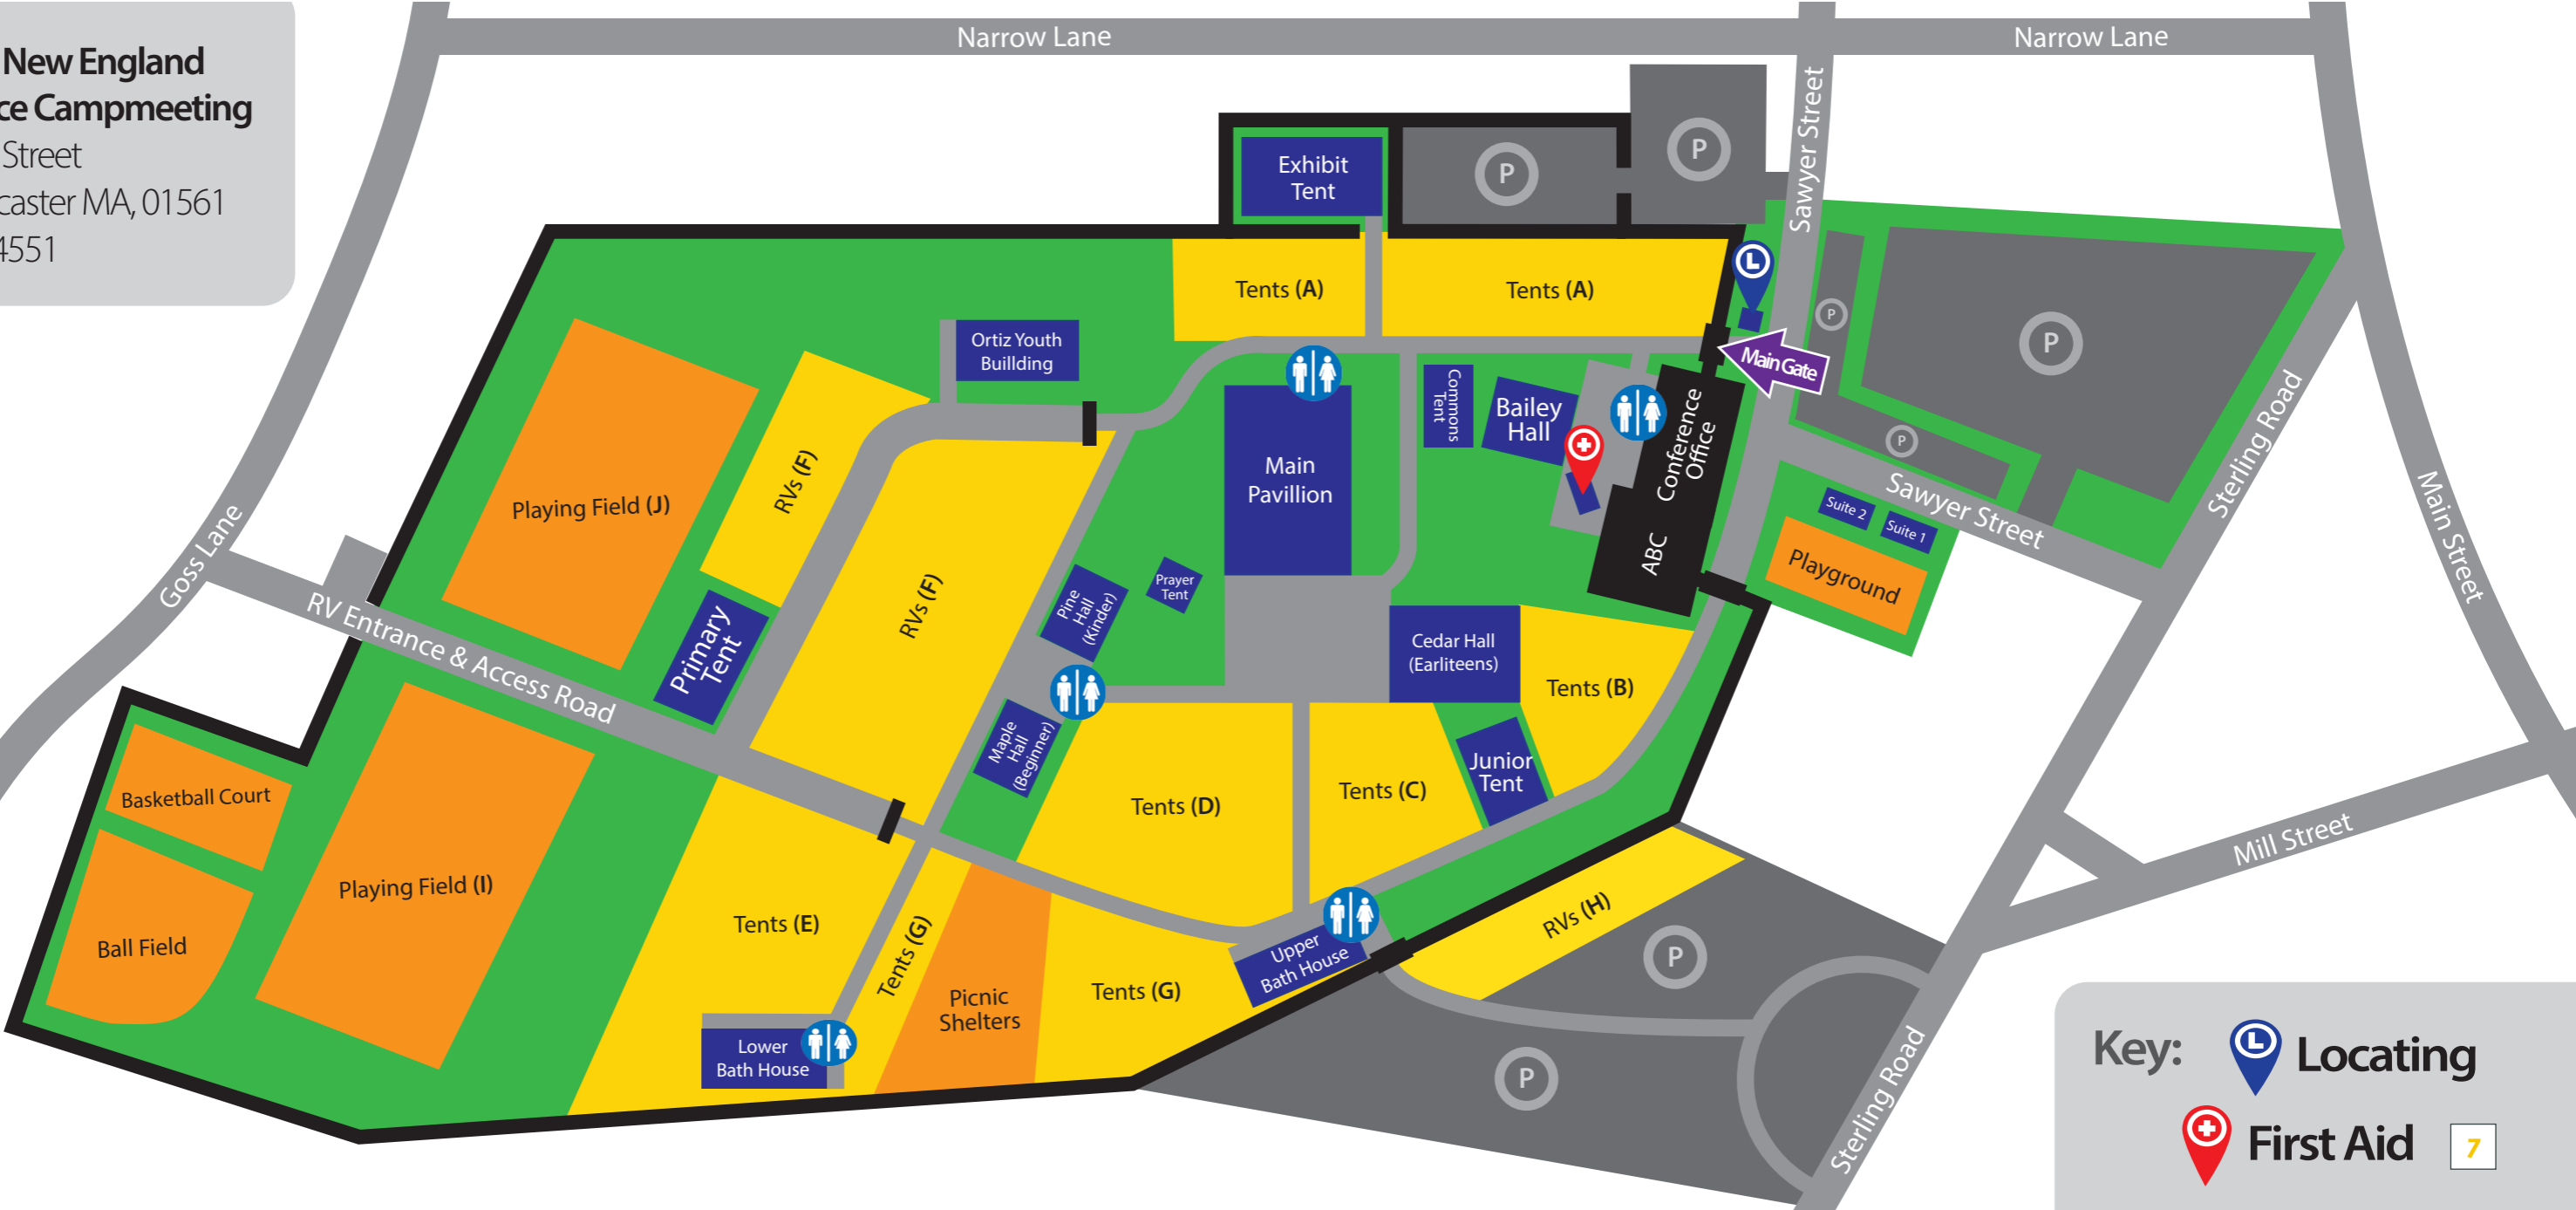 New England
ce Campmeeting
Street
caster MA, 01561
4551
Narrow Lane
Narrow Lane
Sawyer Street
Exhibit
Tent
P
P
Tents (A)
Tents (A)
L
P
P
Main Gate
Ortiz Youth
Buillding
Commons
Tent
Bailey
Hall
Conference
Office
ABC
Main
Pavillion
P
Sawyer Street
Sterling Road
Main Street
Suite 2
Suite 1
Playground
Playing Field (J)
RVs (F)
RVs (F)
Goss Lane
RV Entrance & Access Road
Primary
Tent
Pine
Hall
(Kinder)
Prayer
Tent
Cedar Hall
(Earliteens)
Tents (B)
Maple
Hall
(Beginner)
Junior
Tent
Tents (C)
Tents (D)
Basketball Court
Playing Field (I)
Ball Field
Tents (E)
Tents (G)
Picnic
Shelters
Tents (G)
Upper
Bath House
Lower
Bath House
RVs (H)
P
P
Mill Street
Sterling Road
Key:
L
Locating
First Aid
7